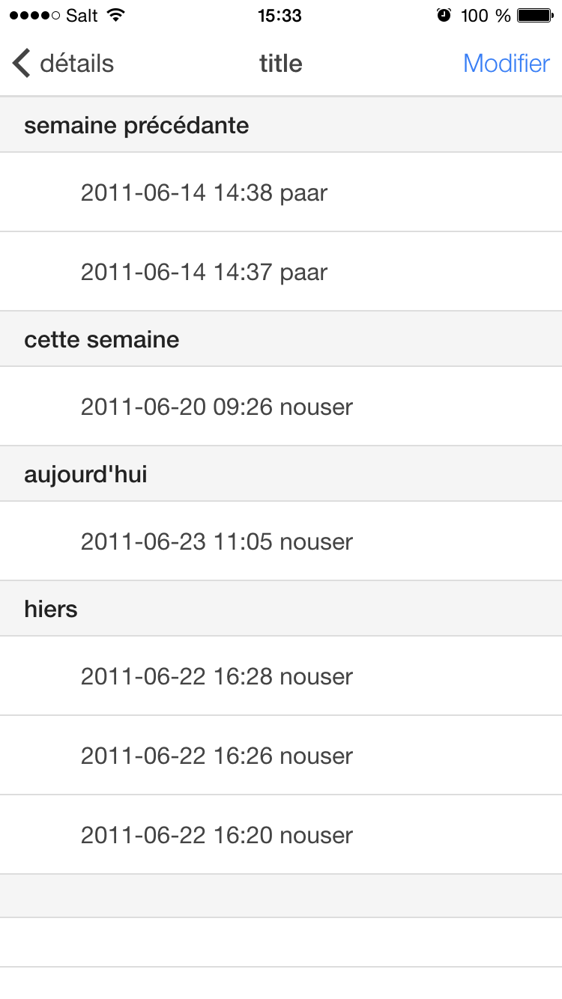 Salt 15:33 100 %
détails title Modifier
semaine précédante
2011-06-14 14:38 paar
2011-06-14 14:37 paar
cette semaine
2011-06-20 09:26 nouser
aujourd'hui
2011-06-23 11:05 nouser
hiers
2011-06-22 16:28 nouser
2011-06-22 16:26 nouser
2011-06-22 16:20 nouser